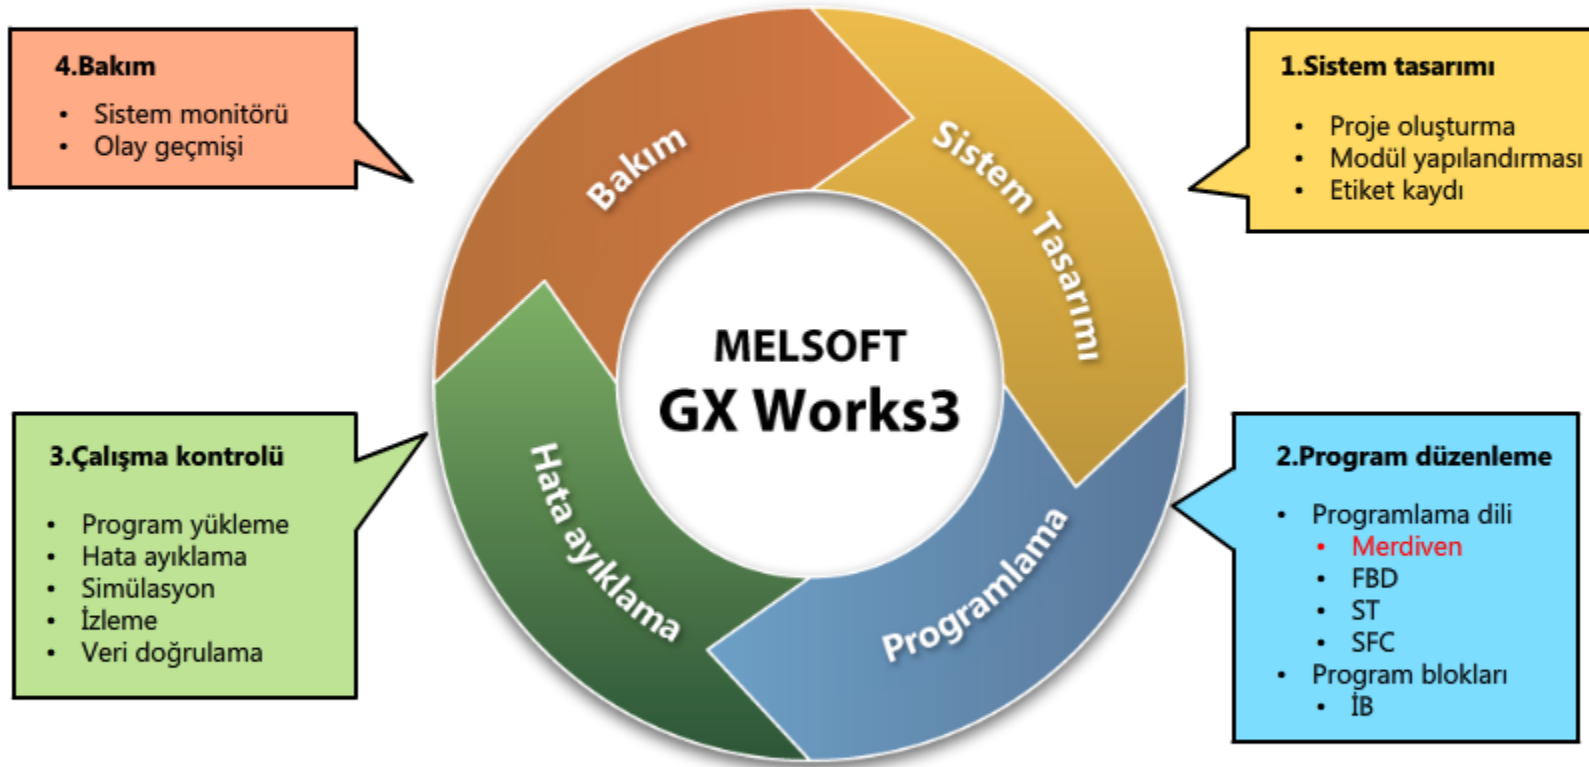 4.Bakım
• Sistem monitörü
• Olay geçmişi
1.Sistem tasarımı
• Proje oluşturma
• Modül yapılandırması
• Etiket kaydı
Bakım
Sistem Tasarımı
MELSOFT
GX Works3
Hata ayıklama
Programlama
3.Çalışma kontrolü
• Program yükleme
• Hata ayıklama
• Simülasyon
• İzleme
• Veri doğrulama
2.Program düzenleme
• Programlama dili
• Merdiven
• FBD
• ST
• SFC
• Program blokları
• İB